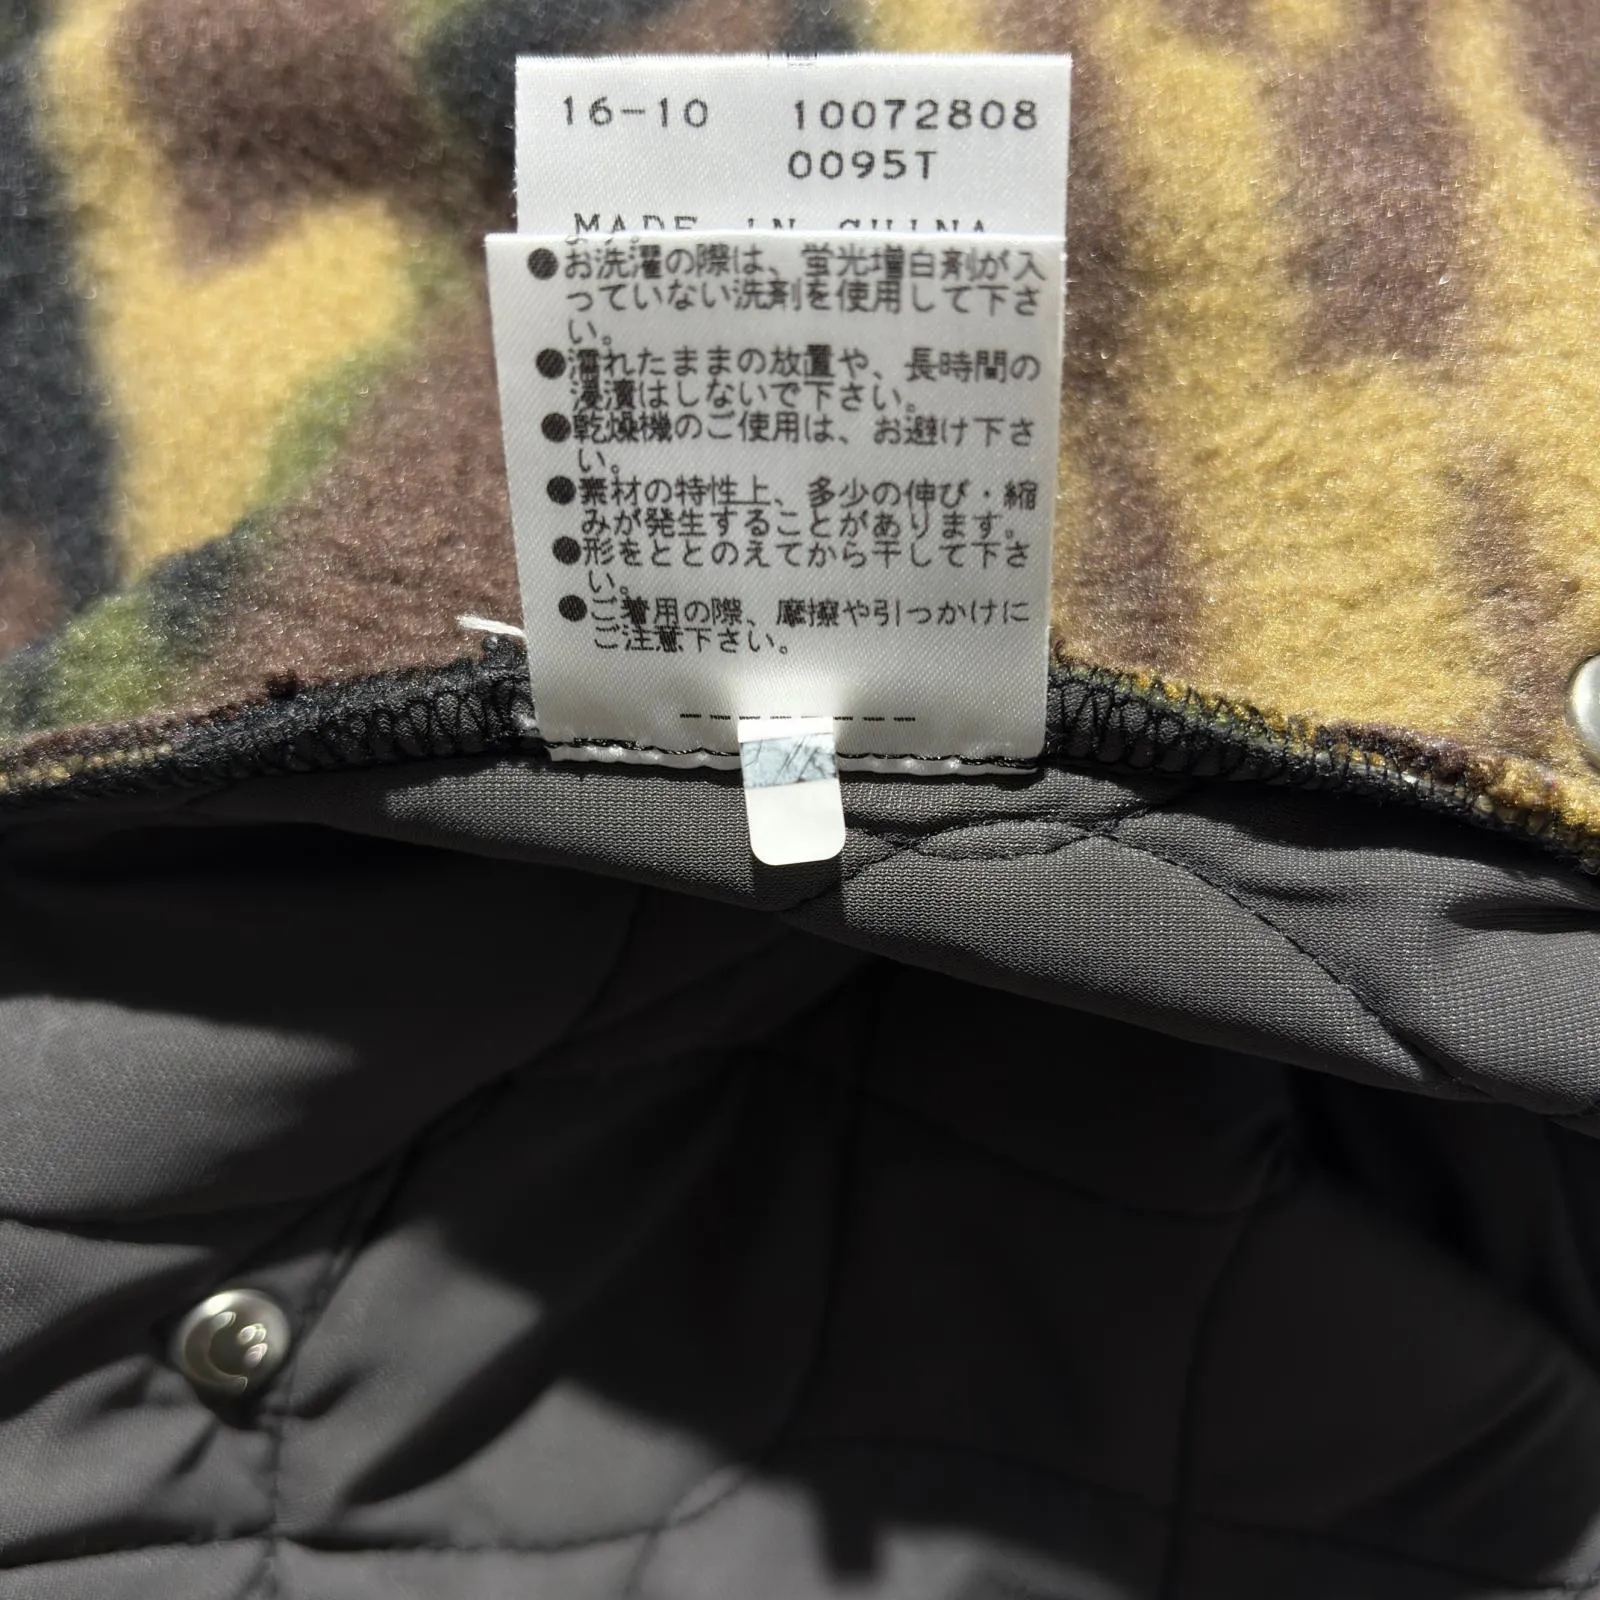 16-10 10072808
0095T
MADE IN CHINA
●お洗濯の際は、蛍光増白剤が入
っていない洗剤を使用して下さ
い。
●濡れたままの放置や、長時間の
浸漬はしないで下さい。
●乾燥機のご使用は、お避け下さ
い。
●素材の特性上、多少の伸び・縮
みが発生することがあります。
●形をととのえてから干して下さ
い。
●ご着用の際、摩擦や引っかけに
ご注意下さい。